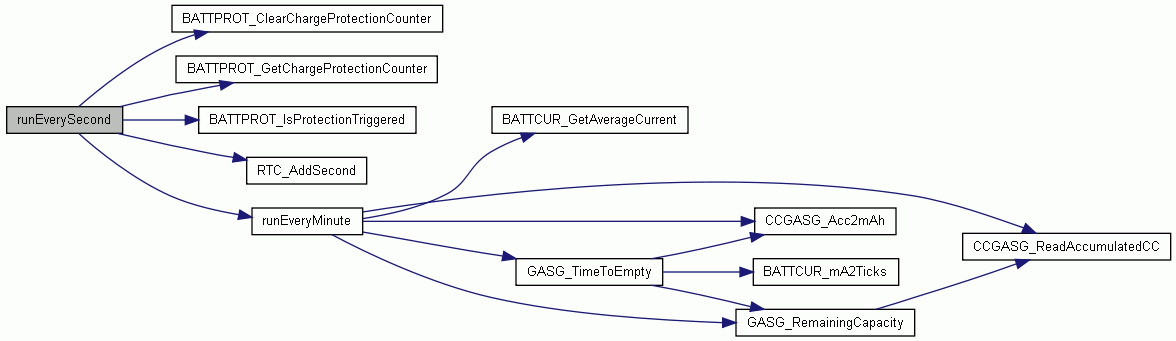 BATTPROT_ClearChargeProtectionCounter
BATTPROT_GetChargeProtectionCounter
runEverySecond
BATTPROT_IsProtectionTriggered
BATTCUR_GetAverageCurrent
RTC_AddSecond
runEveryMinute
CCGASG_Acc2mAh
CCGASG_ReadAccumulatedCC
GASG_TimeToEmpty
BATTCUR_mA2Ticks
GASG_RemainingCapacity